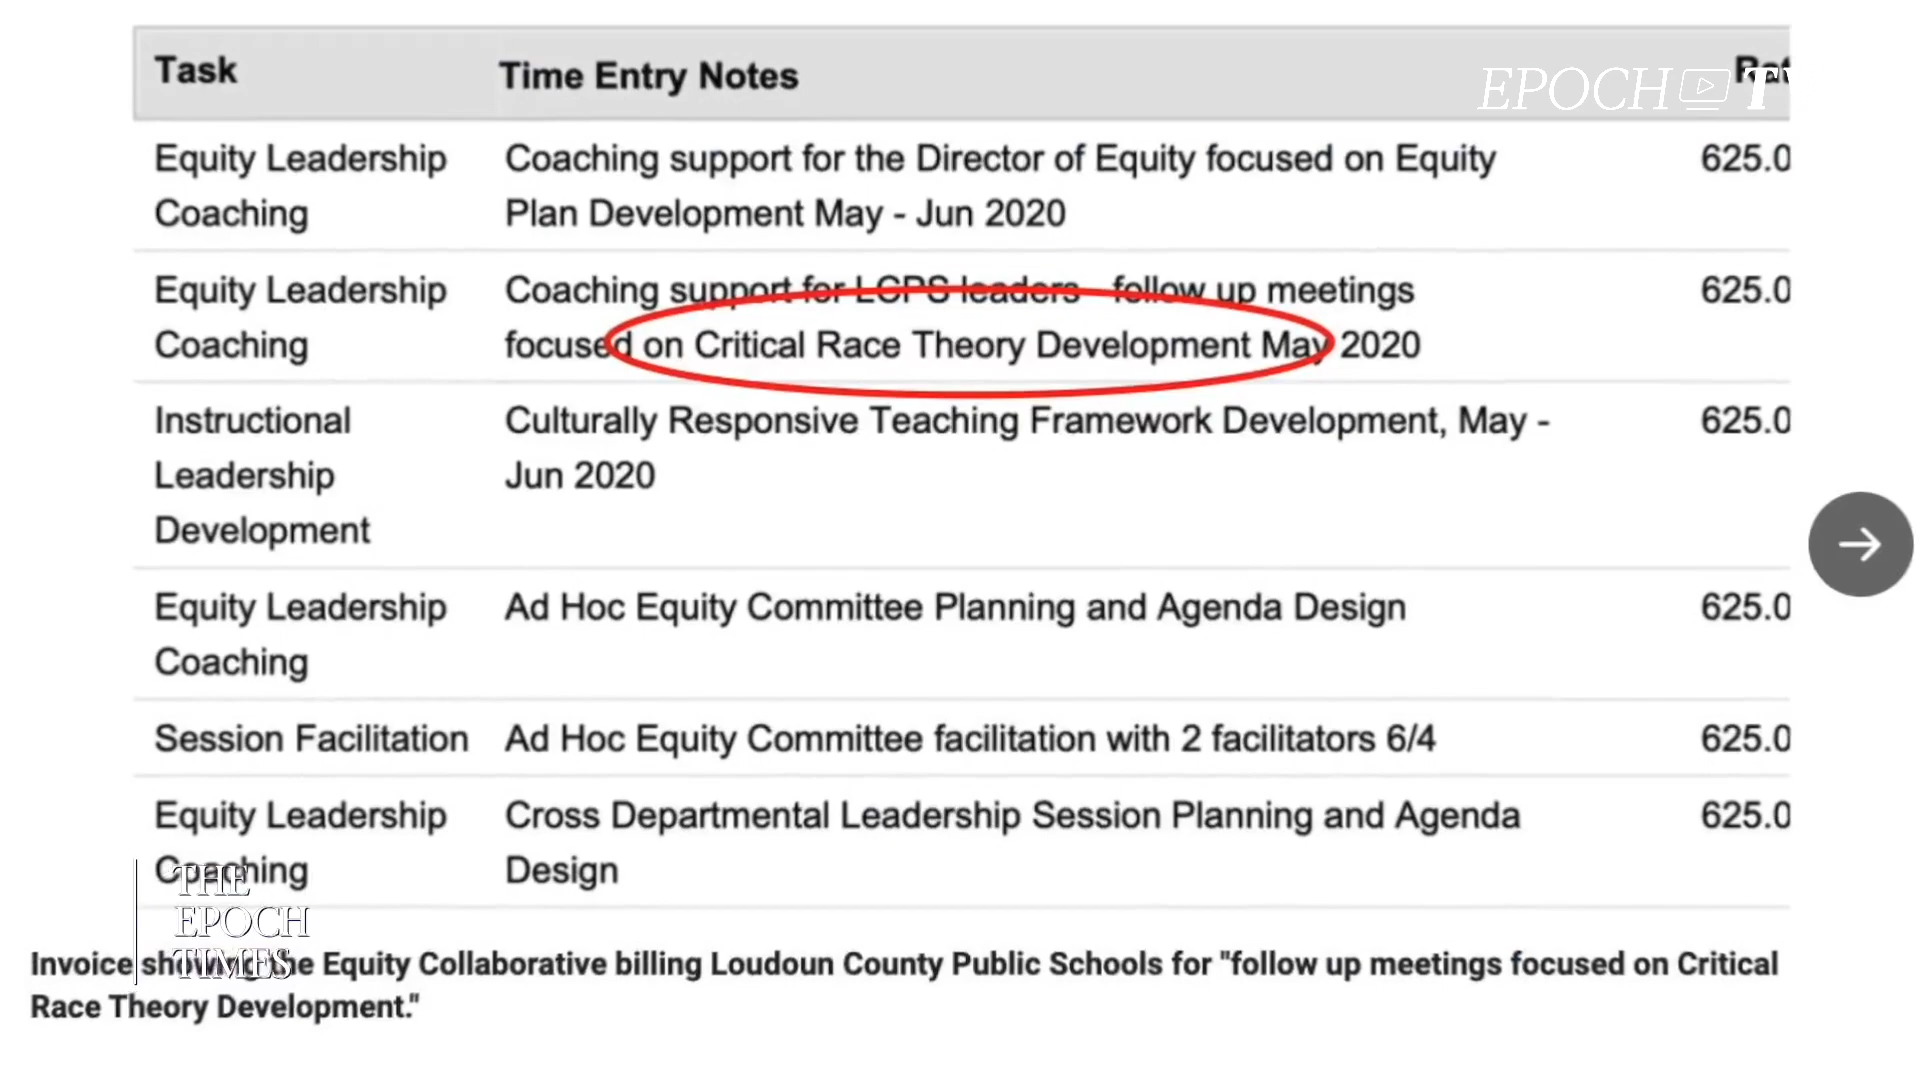 Task Time Entry Notes Rat
EPOCH TV
Equity Leadership Coaching support for the Director of Equity focused on Equity 625.0
Coaching Plan Development May - Jun 2020
Equity Leadership Coaching support for LCPS leaders - follow up meetings 625.0
Coaching focused on Critical Race Theory Development May 2020
Instructional Culturally Responsive Teaching Framework Development, May - 625.0
Leadership Jun 2020
Development
Equity Leadership Ad Hoc Equity Committee Planning and Agenda Design 625.0
Coaching
Session Facilitation Ad Hoc Equity Committee facilitation with 2 facilitators 6/4 625.0
Equity Leadership Cross Departmental Leadership Session Planning and Agenda 625.0
Coaching Design
THE
EPOCH
TIMES
Invoice showing the Equity Collaborative billing Loudoun County Public Schools for "follow up meetings focused on Critical
Race Theory Development."